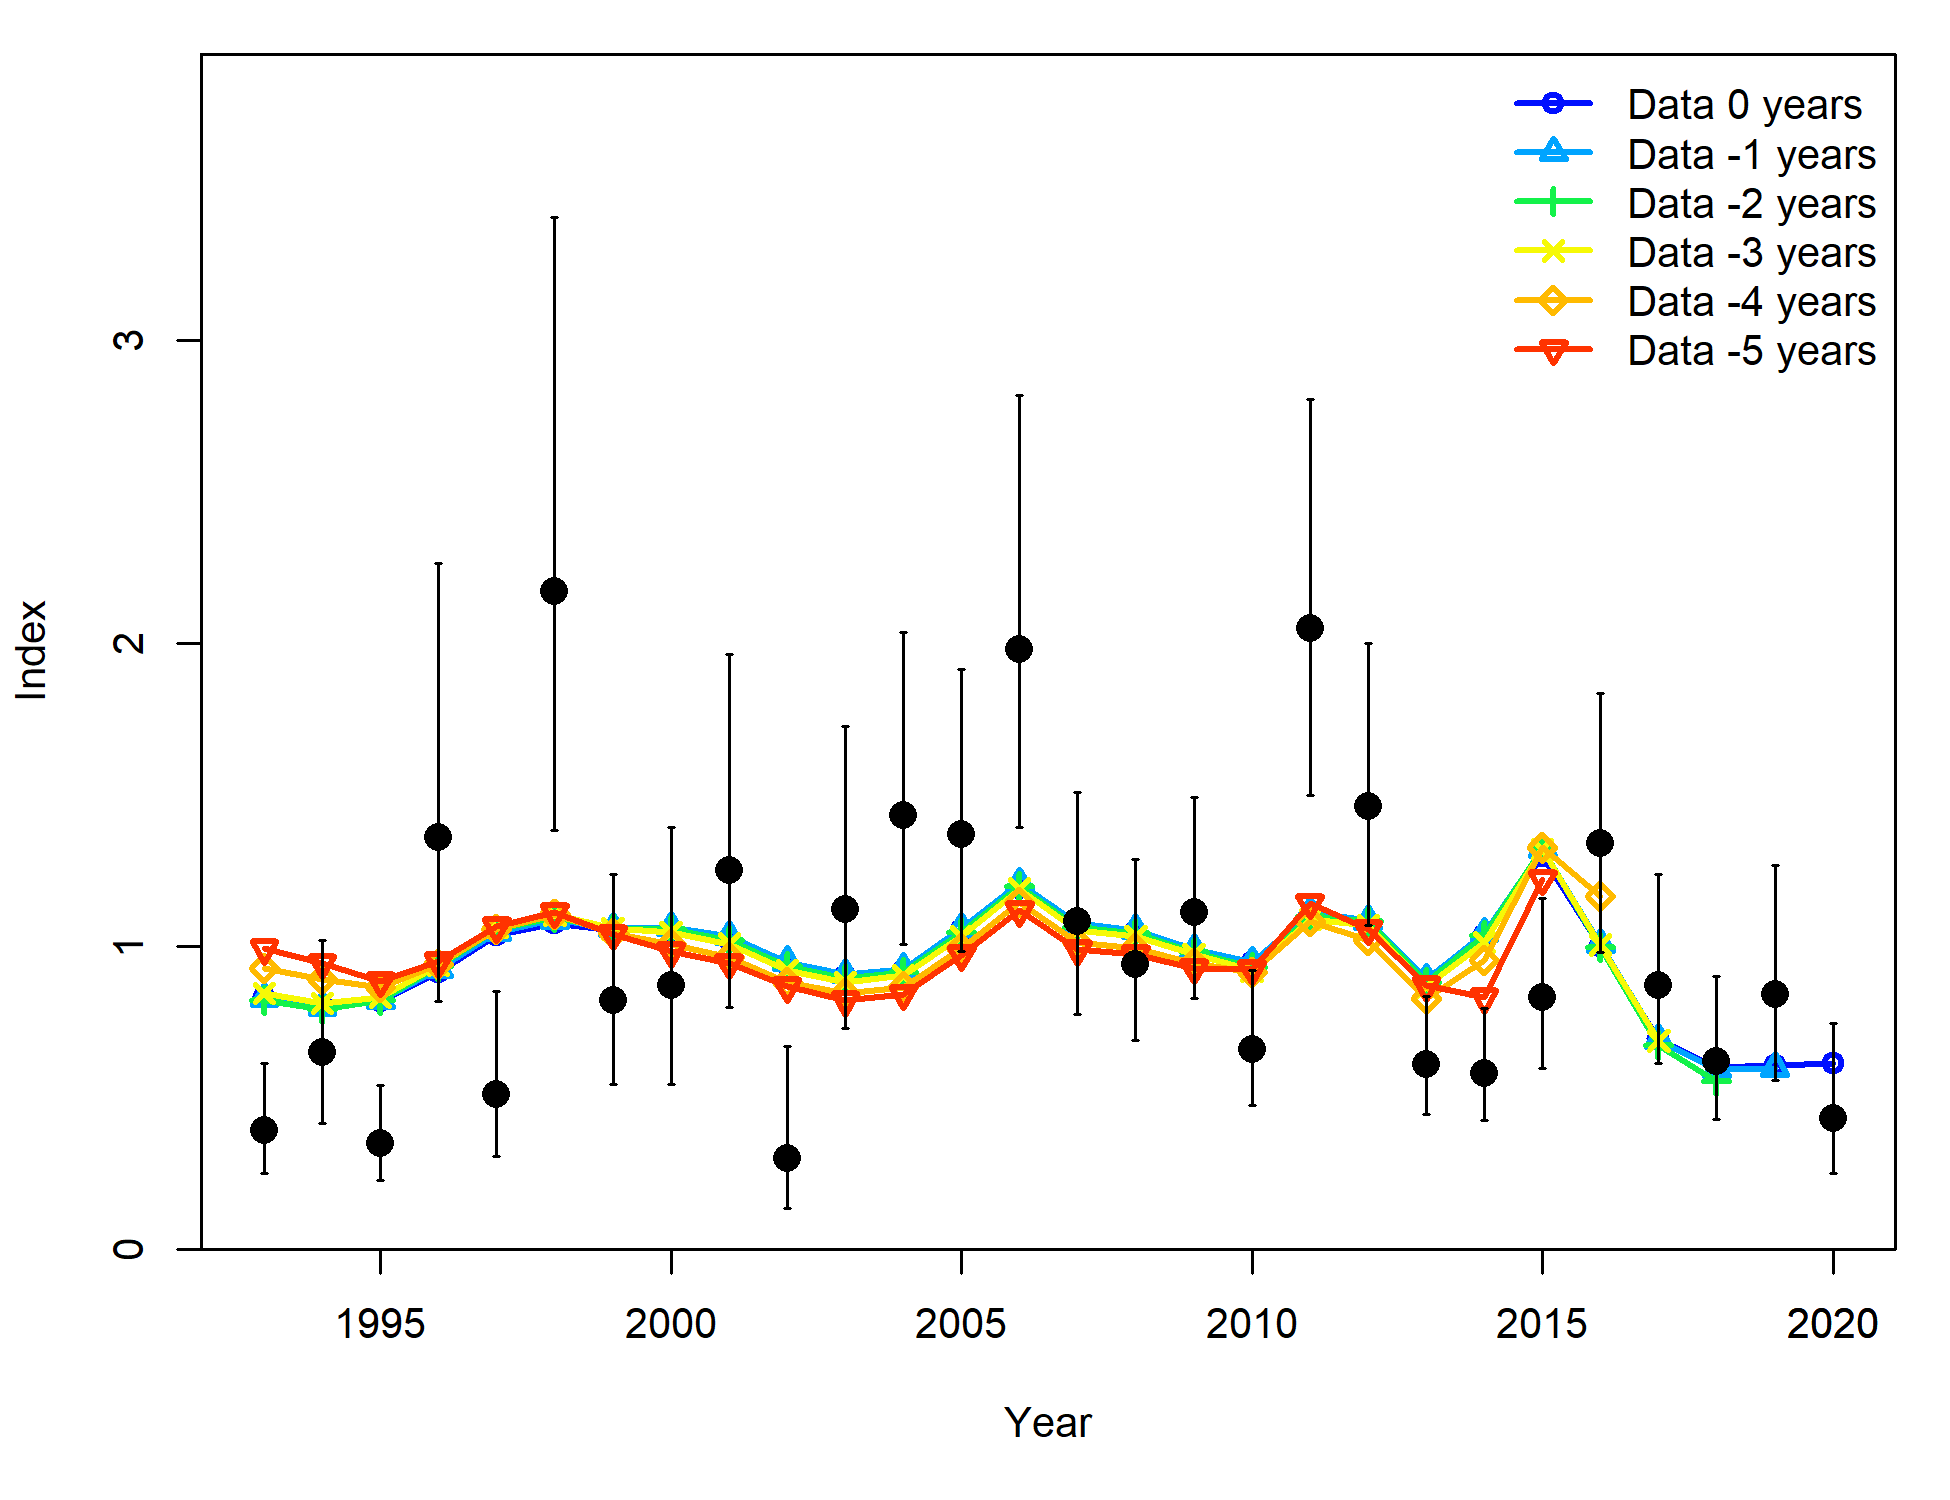 Data 0 years
Data -1 years
Data -2 years
Data -3 years
Data -4 years
Data -5 years
3
2
1
0
Index
1995 2000 2005 2010 2015 2020
Year